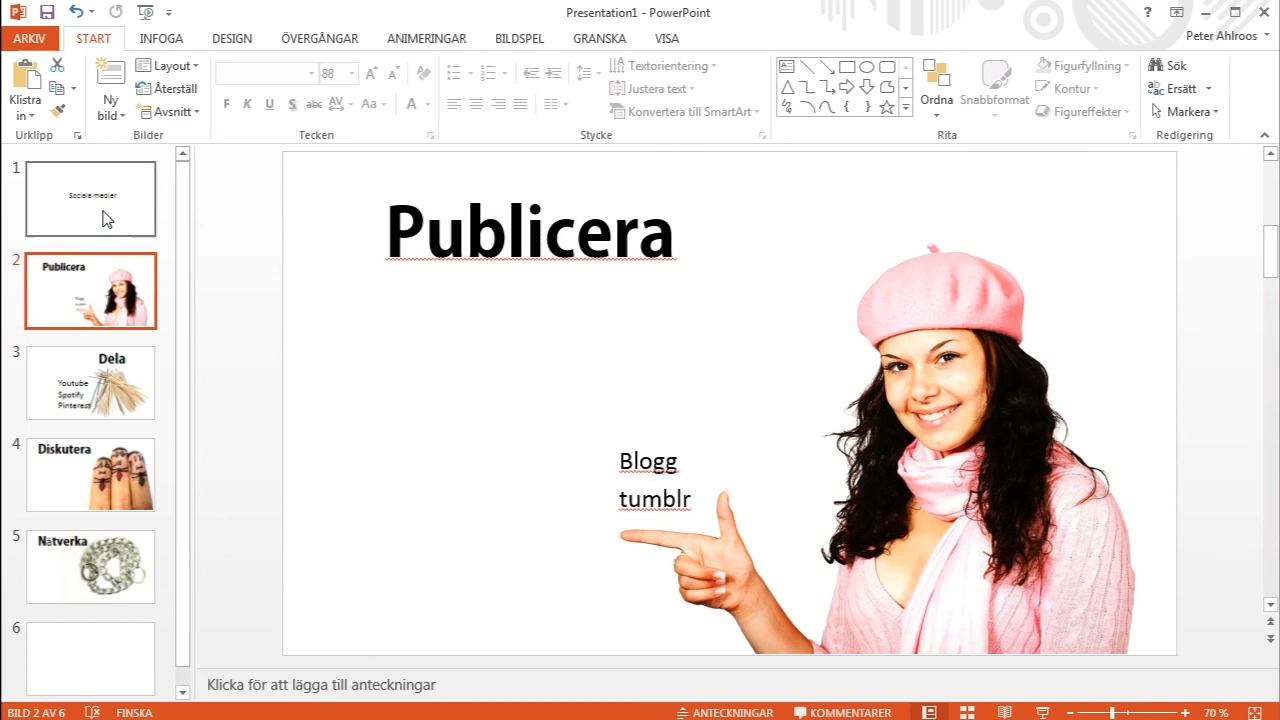 Presentation1 - PowerPoint
ARKIV START INFOGA DESIGN ÖVERGÅNGAR ANIMERINGAR BILDSPEL GRANSKA VISA
Peter Ahlroos
Klistra in
Urklipp
Ny bild
Layout
Återställ
Avsnitt
Bilder
88
F K U S abc AV Aa A
Tecken
Textorientering
Justera text
Konvertera till SmartArt
Stycke
Ordna
Snabbformat
Figurfyllning
Kontur
Figureffekter
Rita
Sök
Ersätt
Markera
Redigering
1
Sociala medier
2
Publicera
Blogg
tumblr
3
Dela
Youtube
Spotify
Pinterest
4
Diskutera
5
Nätverka
6
Publicera
Blogg
tumblr
Klicka för att lägga till anteckningar
BILD 2 AV 6 FINSKA ANTECKNINGAR KOMMENTARER 70 %